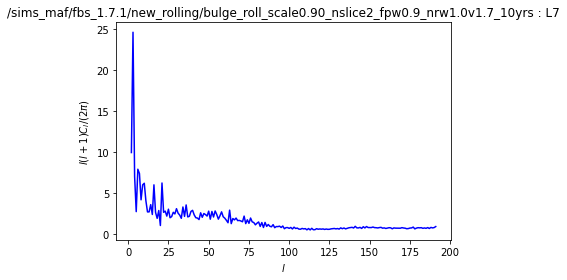 /sims_maf/fbs_1.7.1/new_rolling/bulge_roll_scale0.90_nslice2_fpw0.9_nrw1.0v1.7_10yrs : L7
25
20
15
10
5
0
l(l + 1)Cₗ/(2π)
0 25 50 75 100 125 150 175 200
l